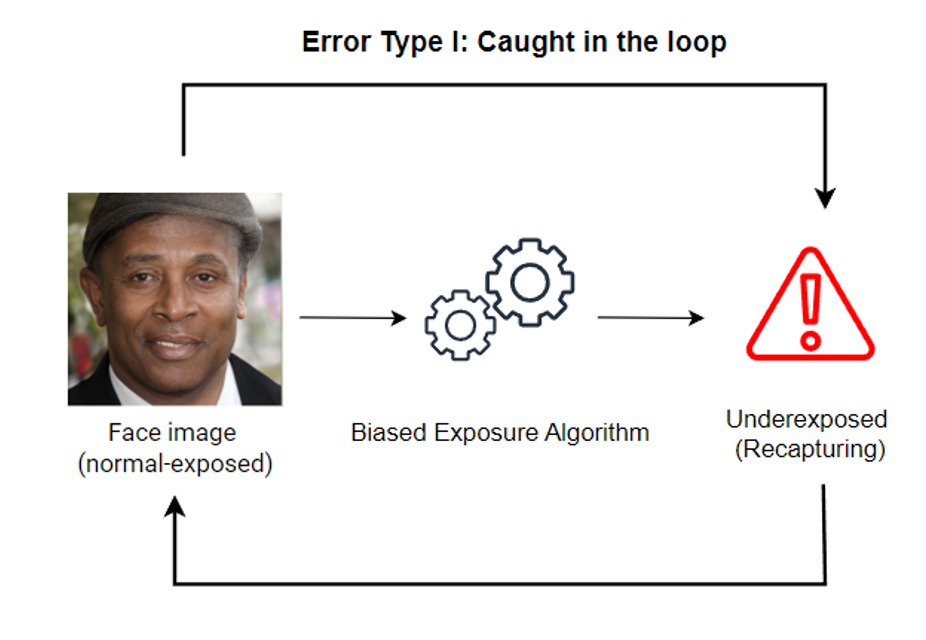 Error Type I: Caught in the loop
Face image
(normal-exposed)
Biased Exposure Algorithm
Underexposed
(Recapturing)